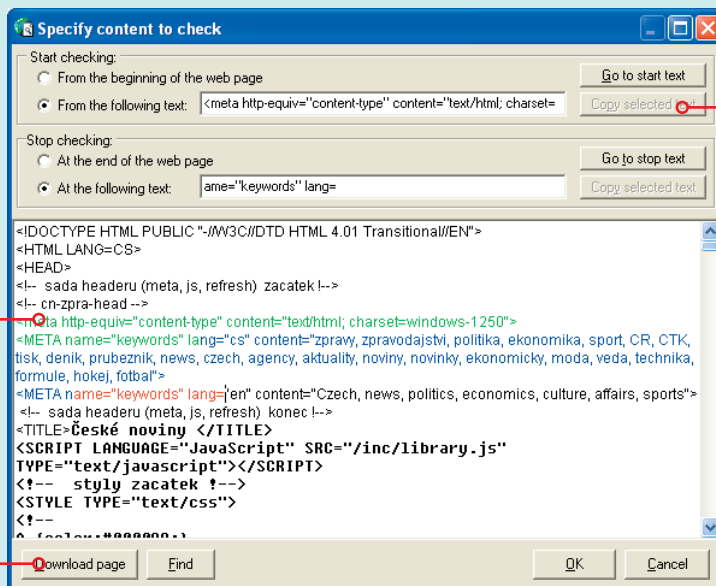 Specify content to check
Start checking:
From the beginning of the web page
Go to start text
From the following text:
<meta http-equiv="content-type" content="text/html; charset=
Copy selected text
Stop checking:
At the end of the web page
Go to stop text
At the following text:
ame="keywords" lang=
Copy selected text
<!DOCTYPE HTML PUBLIC "-//W3C//DTD HTML 4.01 Transitional//EN">
<HTML LANG=CS>
<HEAD>
<!-- sada headeru (meta, js, refresh) zacatek !-->
<!-- cn-zpra-head -->
<meta http-equiv="content-type" content="text/html; charset=windows-1250">
<META name="keywords" lang="cs" content="zpravy, zpravodajstvi, politika, ekonomika, sport, CR, CTK,
tisk, denik, prubeznik, news, czech, agency, aktuality, noviny, novinky, ekonomicky, moda, veda, technika,
formule, hokej, fotbal">
<META name="keywords" lang="en" content="Czech, news, politics, economics, culture, affairs, sports">
<!-- sada headeru (meta, js, refresh) konec !-->
<TITLE>České noviny </TITLE>
<SCRIPT LANGUAGE="JavaScript" SRC="/inc/library.js"
TYPE="text/javascript"></SCRIPT>
<!-- styly zacatek !-->
<STYLE TYPE="text/css">
<!--
A {color:#000099;}
Download page
Find
OK
Cancel